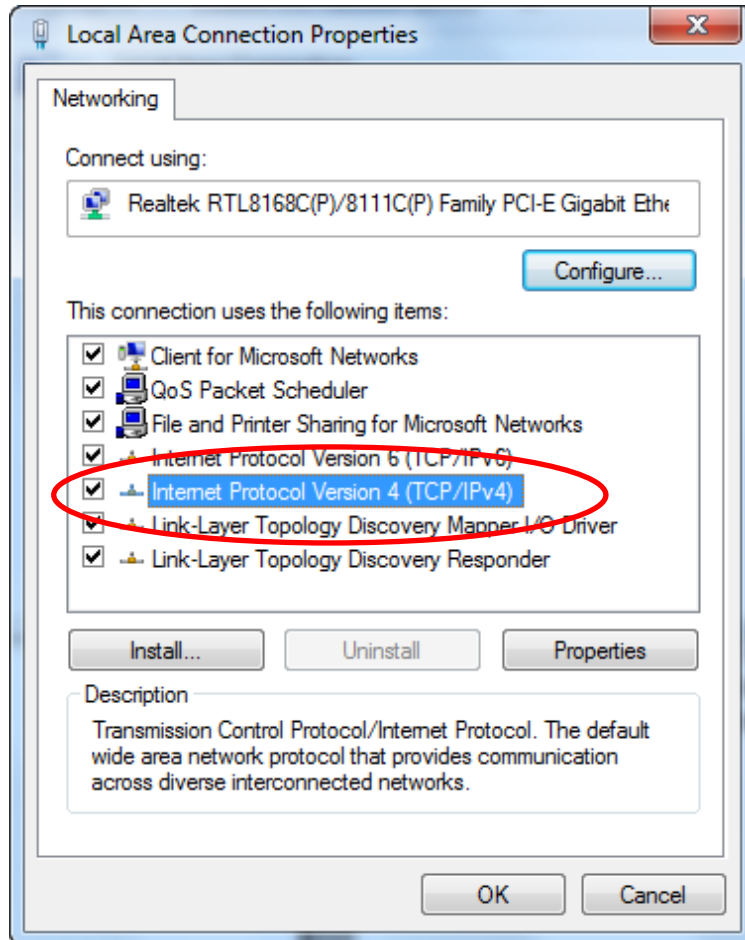 Local Area Connection Properties
Networking
Connect using:
Realtek RTL8168C(P)/8111C(P) Family PCI-E Gigabit Ethe
Configure...
This connection uses the following items:
Client for Microsoft Networks
QoS Packet Scheduler
File and Printer Sharing for Microsoft Networks
Internet Protocol Version 6 (TCP/IPv6)
Internet Protocol Version 4 (TCP/IPv4)
Link-Layer Topology Discovery Mapper I/O Driver
Link-Layer Topology Discovery Responder
Install... Uninstall Properties
Description
Transmission Control Protocol/Internet Protocol. The default
wide area network protocol that provides communication
across diverse interconnected networks.
OK Cancel